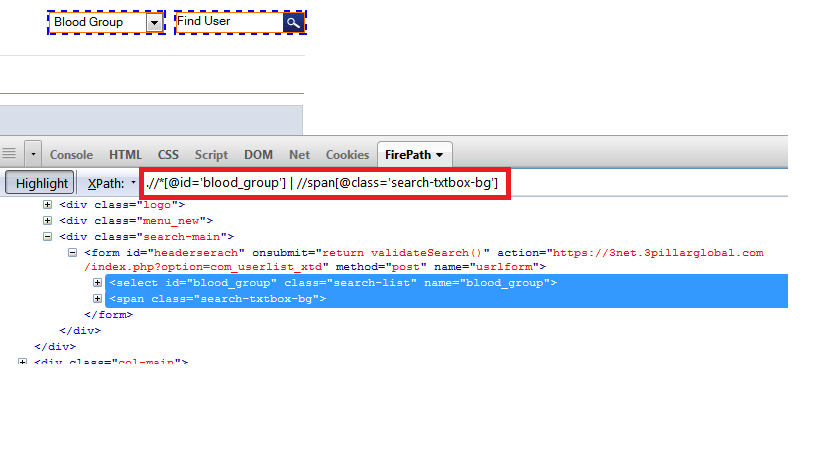 Blood Group Find User
Console HTML CSS Script DOM Net Cookies FirePath
Highlight XPath: .//*[@id='blood_group'] | //span[@class='search-txtbox-bg']
<div class="logo">
<div class="menu_new">
<div class="search-main">
<form id="headerserach" onsubmit="return validateSearch()" action="https://3net.3pillarglobal.com
/index.php?option=com_userlist_xtd" method="post" name="usrlform">
<select id="blood_group" class="search-list" name="blood_group">
<span class="search-txtbox-bg">
</form>
</div>
</div>
<div class="col-main">